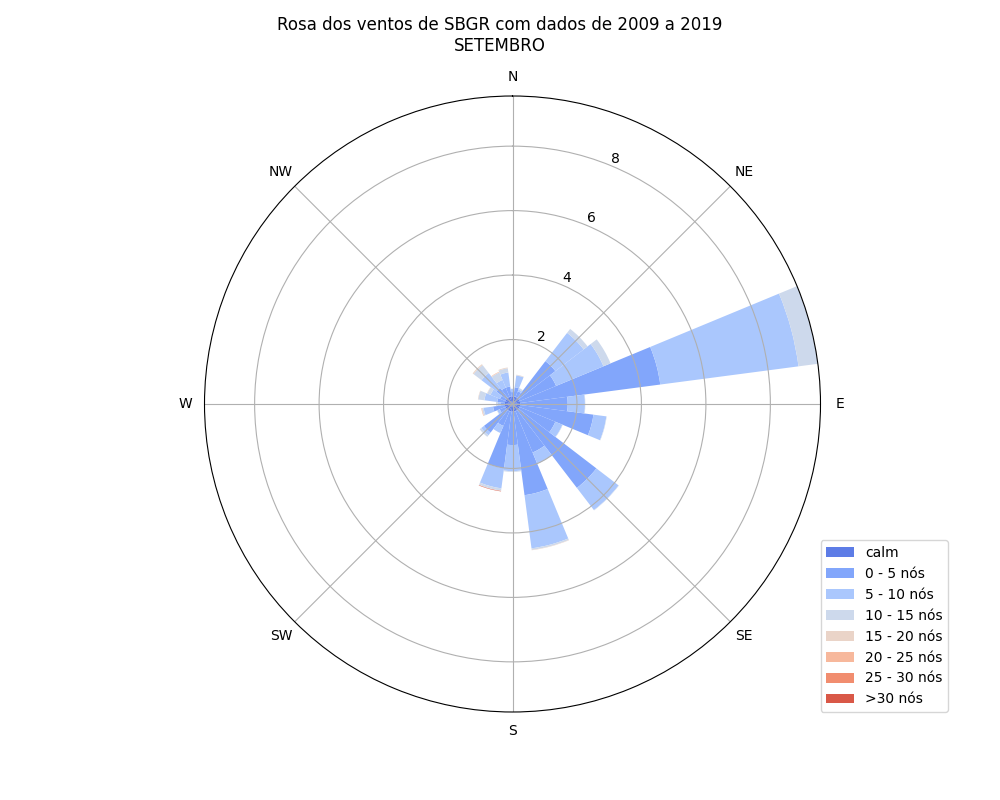 Rosa dos ventos de SBGR com dados de 2009 a 2019
SETEMBRO
N
NW
NE
8
6
4
2
W
E
SW
SE
S
calm
0 - 5 nós
5 - 10 nós
10 - 15 nós
15 - 20 nós
20 - 25 nós
25 - 30 nós
>30 nós